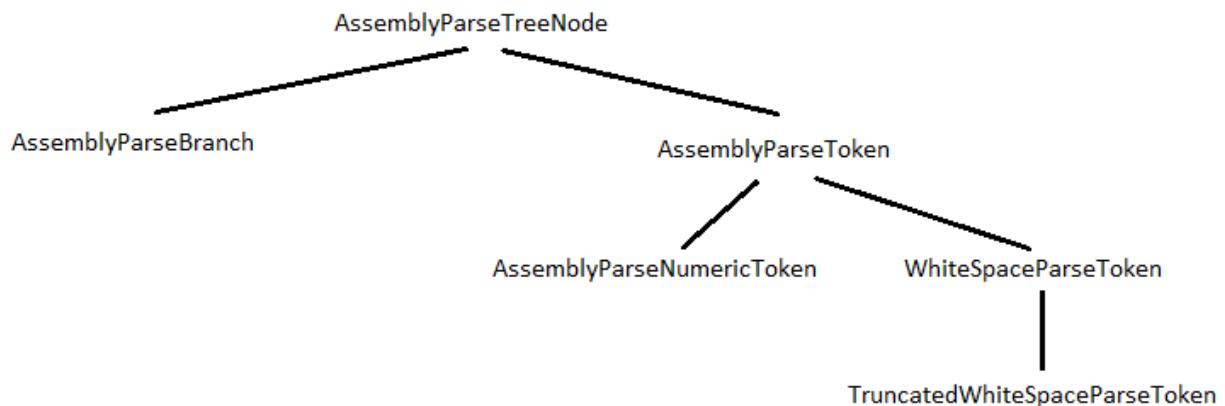 AssemblyParseTreeNode
AssemblyParseBranch
AssemblyParseToken
AssemblyParseNumericToken
WhiteSpaceParseToken
TruncatedWhiteSpaceParseToken